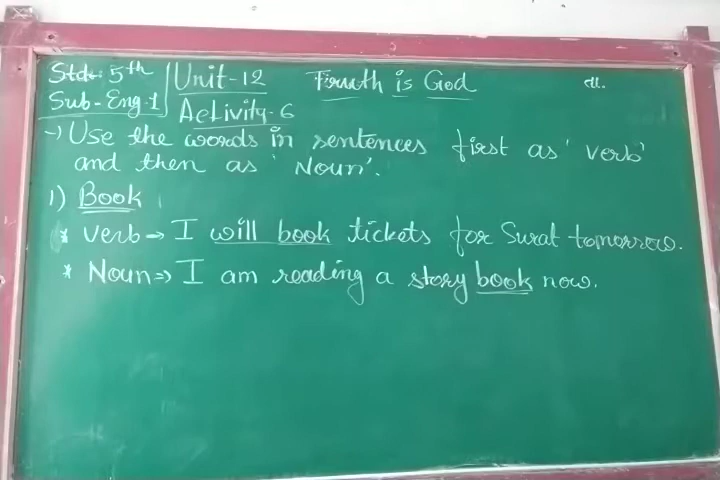 Std. 5th Unit-12 Truth is God dt.
Sub-Eng-1 Activity-6
→ Use the words in sentences first as 'verb'
and then as 'Noun'.
1) Book
* verb → I will book tickets for Surat tomorrow.
* Noun ⇒ I am reading a story book now.